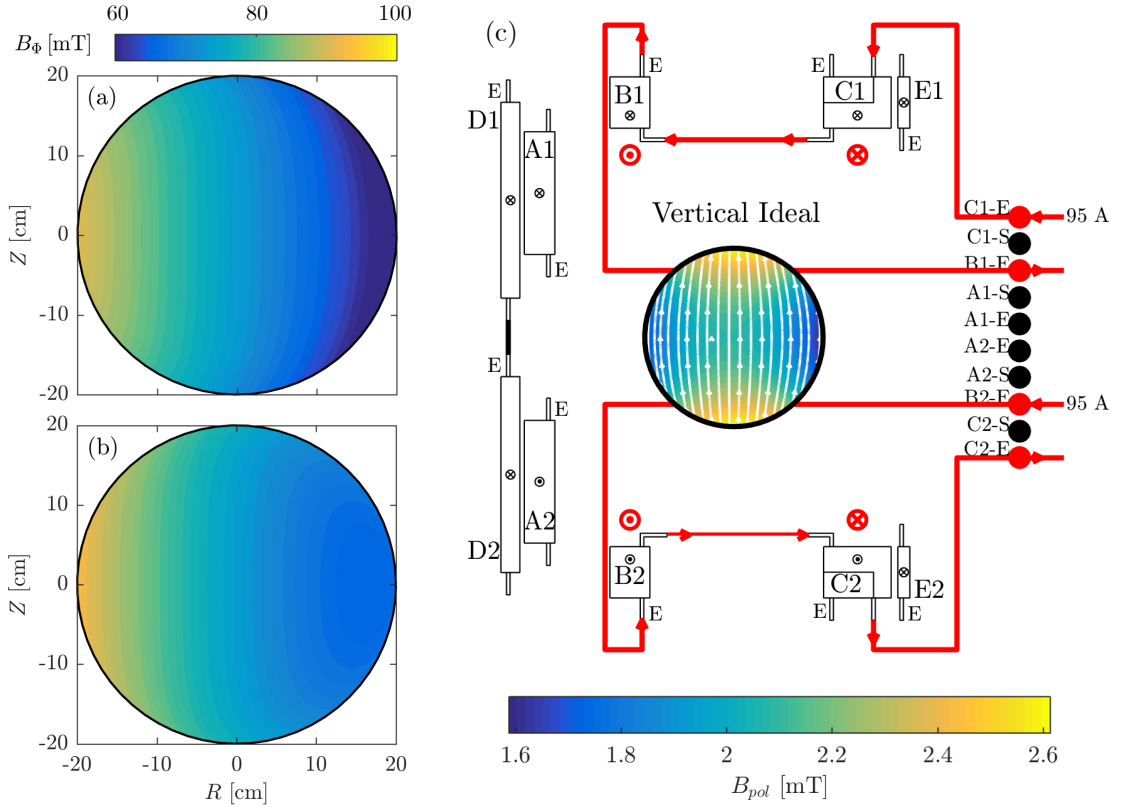 60 80 100
B_Φ [mT]
(a)
20
10
0
-10
-20
Z [cm]
(b)
20
10
0
-10
-20
Z [cm]
-20 -10 0 10 20
R [cm]
(c)
E
D1
A1
E
E
A2
D2
E
E
B1
E
C1
E1
E
Vertical Ideal
C1-E
95 A
C1-S
B1-E
A1-S
A1-E
A2-E
A2-S
B2-E
95 A
C2-S
C2-E
B2
E
C2
E
E2
E
1.6 1.8 2 2.2 2.4 2.6
B_pol [mT]